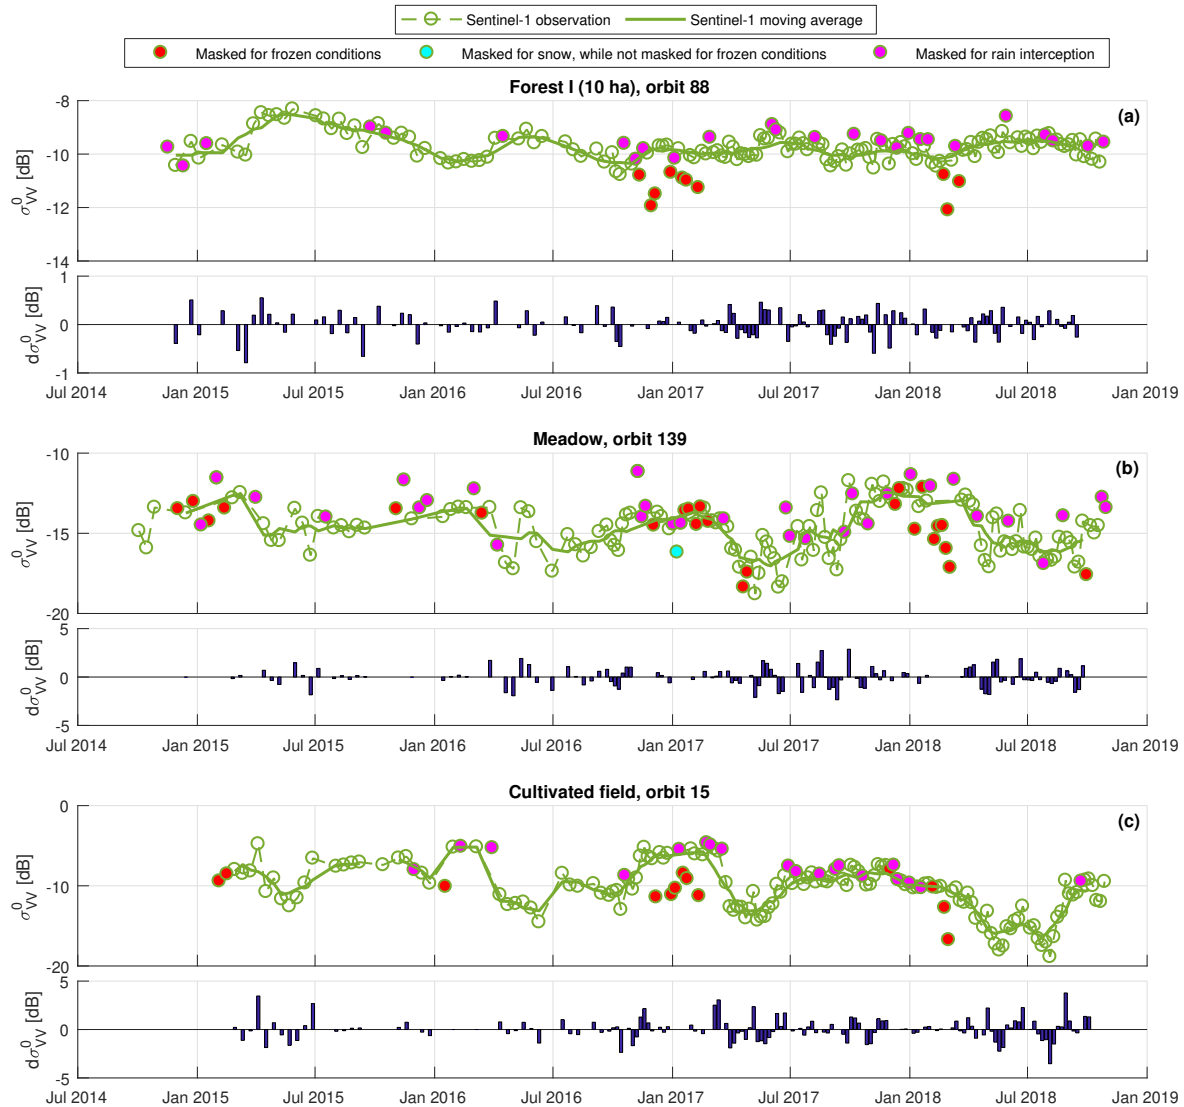 Sentinel-1 observation Sentinel-1 moving average
Masked for frozen conditions Masked for snow, while not masked for frozen conditions Masked for rain interception
Forest I (10 ha), orbit 88
(a)
-8
-10
-12
-14
σ⁰VV [dB]
1
0
-1
dσ⁰VV [dB]
Jul 2014 Jan 2015 Jul 2015 Jan 2016 Jul 2016 Jan 2017 Jul 2017 Jan 2018 Jul 2018 Jan 2019
Meadow, orbit 139
(b)
-10
-15
-20
σ⁰VV [dB]
5
0
-5
dσ⁰VV [dB]
Jul 2014 Jan 2015 Jul 2015 Jan 2016 Jul 2016 Jan 2017 Jul 2017 Jan 2018 Jul 2018 Jan 2019
Cultivated field, orbit 15
(c)
0
-10
-20
σ⁰VV [dB]
5
0
-5
dσ⁰VV [dB]
Jul 2014 Jan 2015 Jul 2015 Jan 2016 Jul 2016 Jan 2017 Jul 2017 Jan 2018 Jul 2018 Jan 2019